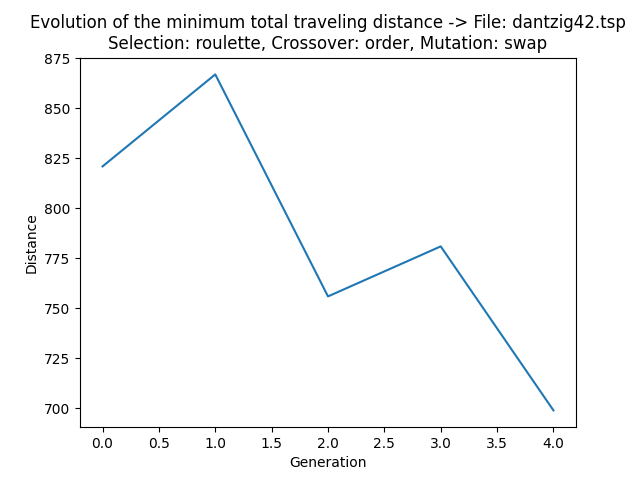 Evolution of the minimum total traveling distance -> File: dantzig42.tsp
Selection: roulette, Crossover: order, Mutation: swap
875
850
825
800
775
750
725
700
Distance
0.0 0.5 1.0 1.5 2.0 2.5 3.0 3.5 4.0
Generation